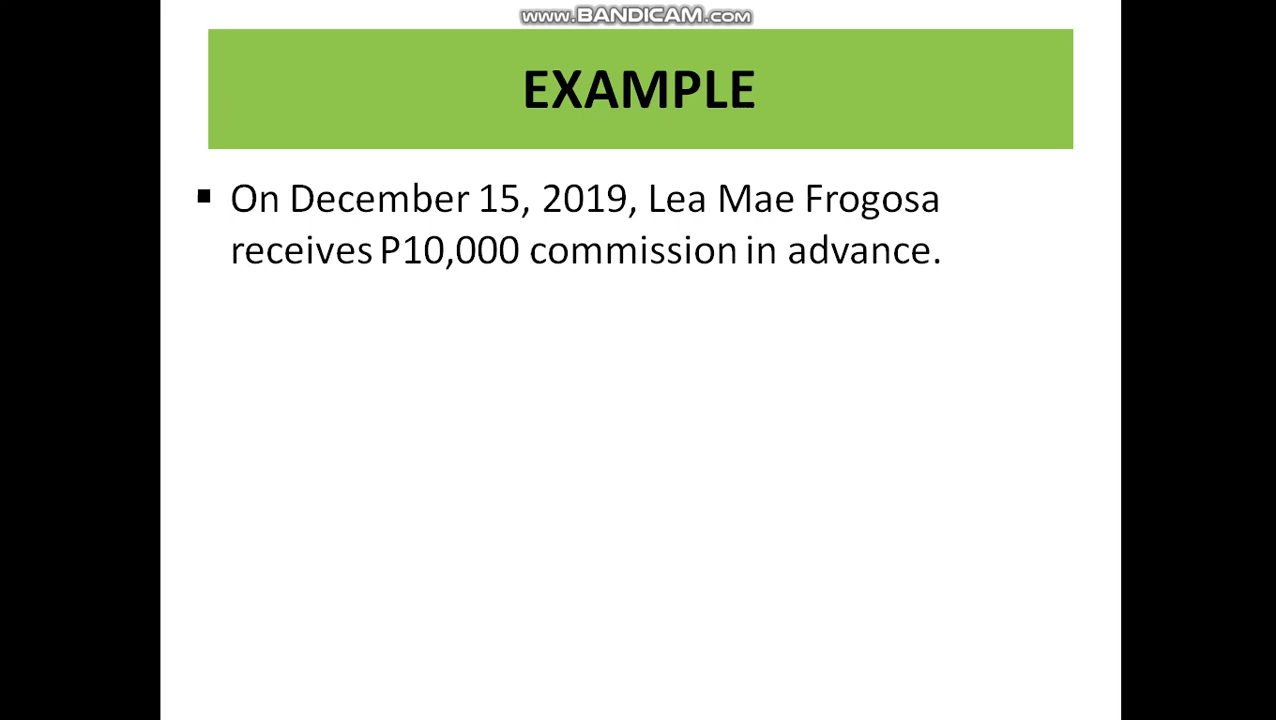 www.BANDICAM.com
EXAMPLE
▪ On December 15, 2019, Lea Mae Frogosa
receives P10,000 commission in advance.